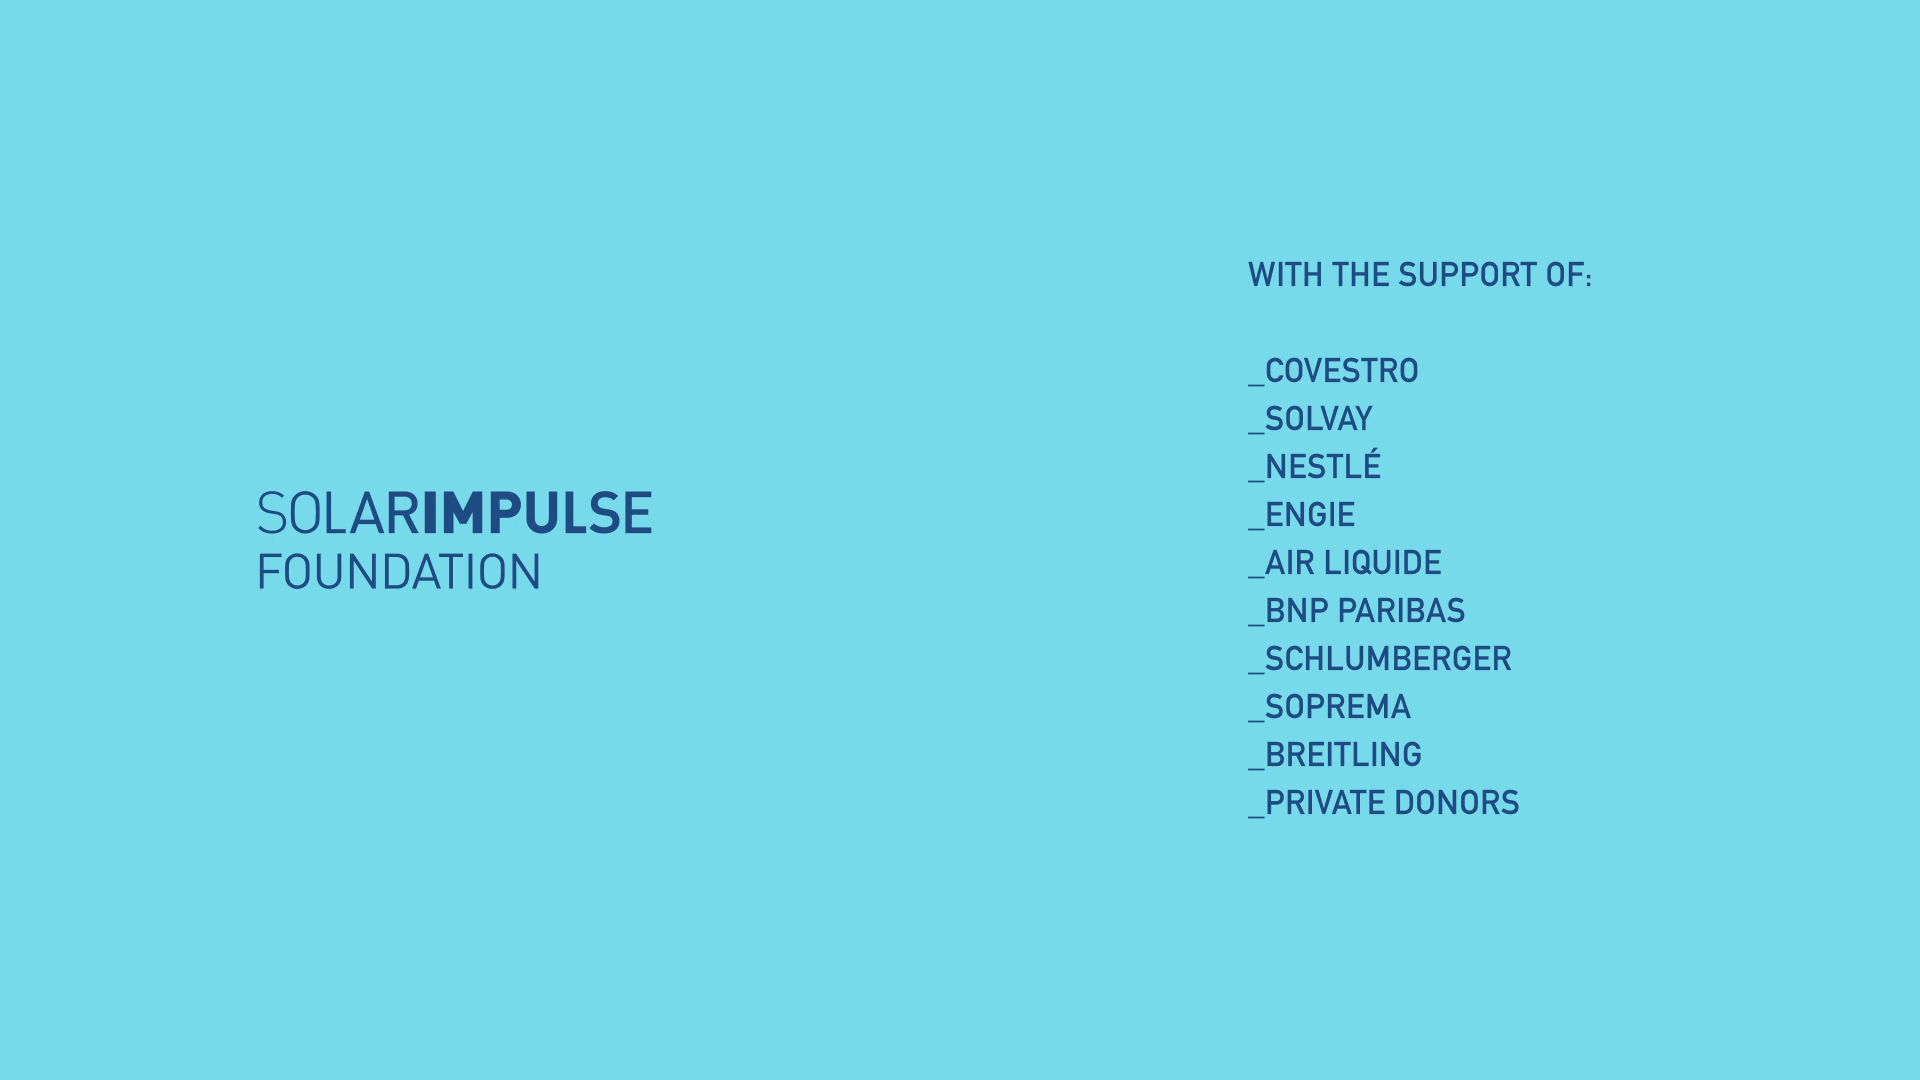 SOLARIMPULSE
FOUNDATION
WITH THE SUPPORT OF:
_COVESTRO
_SOLVAY
_NESTLÉ
_ENGIE
_AIR LIQUIDE
_BNP PARIBAS
_SCHLUMBERGER
_SOPREMA
_BREITLING
_PRIVATE DONORS